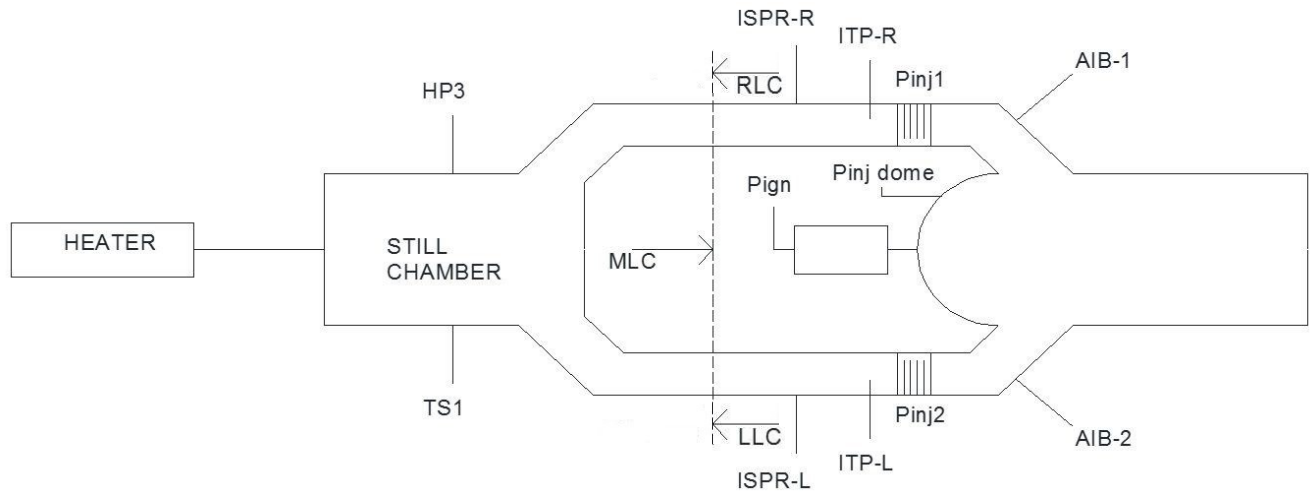 ISPR-R
ITP-R
AIB-1
HP3
RLC
Pinj1
Pign
Pinj dome
HEATER
STILL
CHAMBER
MLC
TS1
LLC
Pinj2
AIB-2
ISPR-L
ITP-L